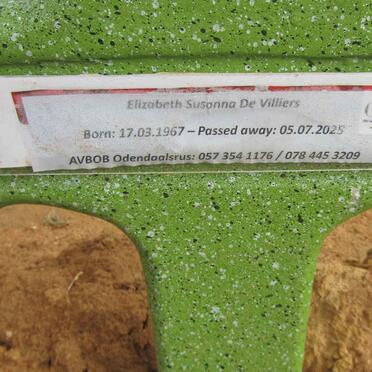 Elizabeth Susanna De Villiers
Born: 17.03.1967 – Passed away: 05.07.2025
AVBOB Odendaalsrus: 057 354 1176 / 078 445 3209